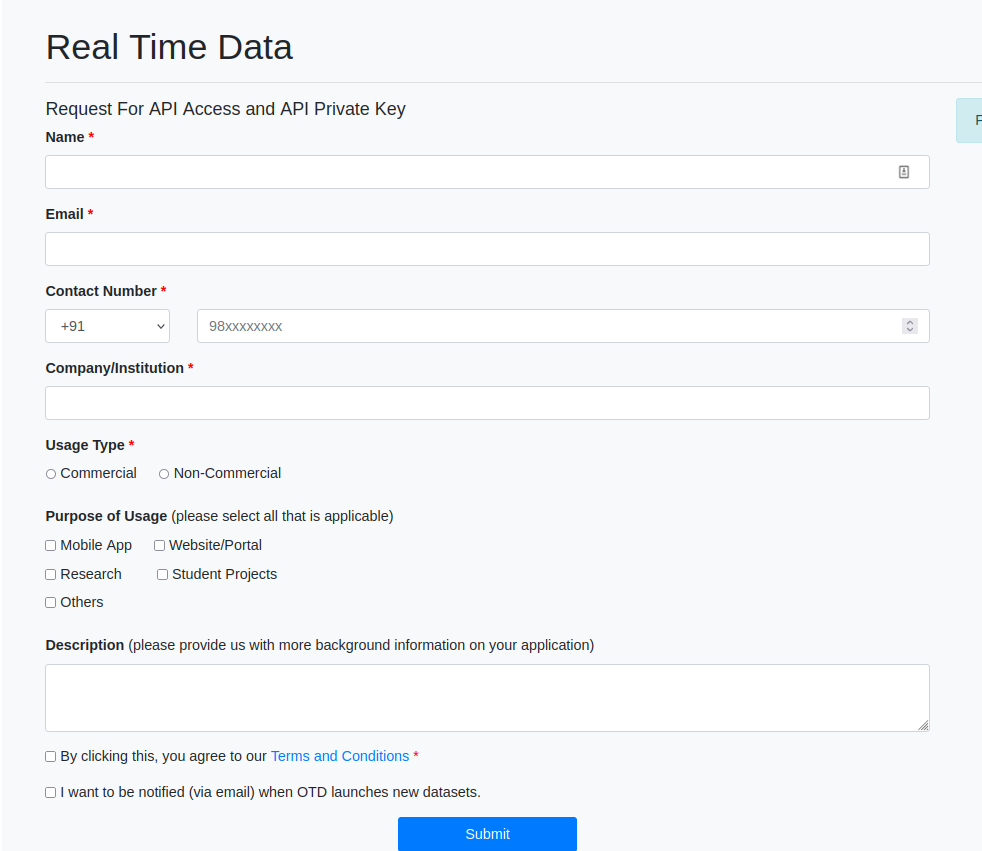 Real Time Data
Request For API Access and API Private Key
F
Name *
Email *
Contact Number *
+91 98xxxxxxxx
Company/Institution *
Usage Type *
Commercial Non-Commercial
Purpose of Usage (please select all that is applicable)
Mobile App Website/Portal
Research Student Projects
Others
Description (please provide us with more background information on your application)
By clicking this, you agree to our Terms and Conditions *
I want to be notified (via email) when OTD launches new datasets.
Submit